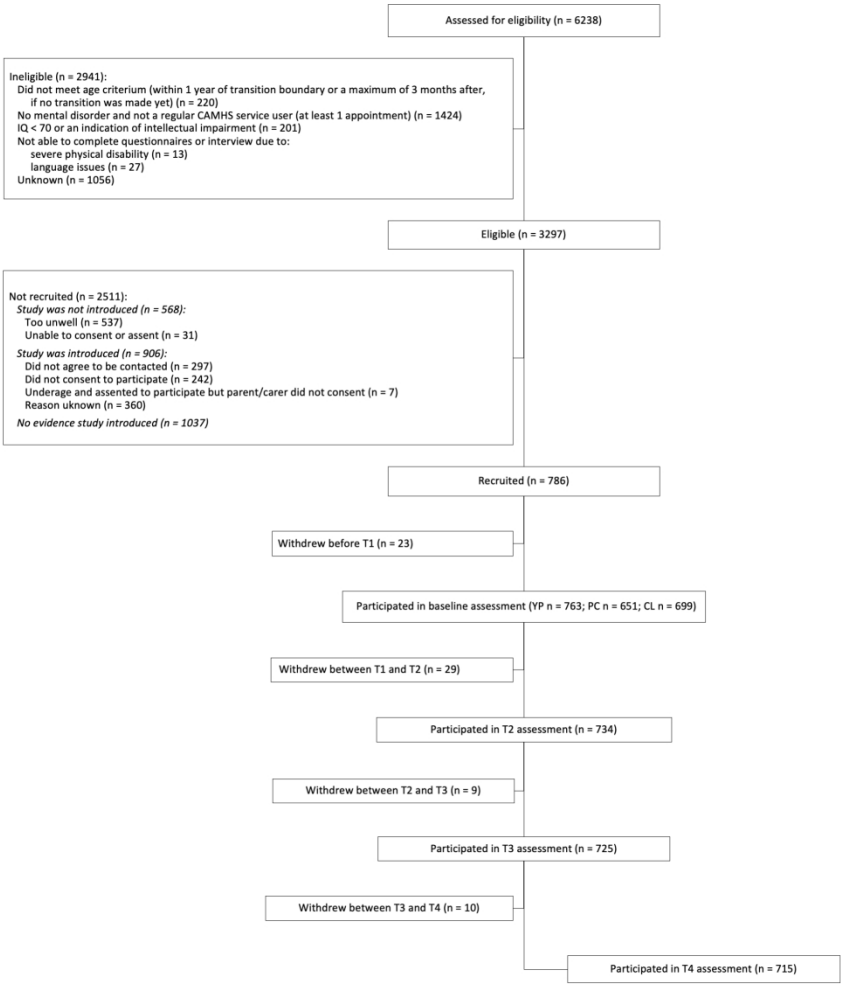 Assessed for eligibility (n = 6238)
Ineligible (n = 2941):
Did not meet age criterium (within 1 year of transition boundary or a maximum of 3 months after,
if no transition was made yet) (n = 220)
No mental disorder and not a regular CAMHS service user (at least 1 appointment) (n = 1424)
IQ < 70 or an indication of intellectual impairment (n = 201)
Not able to complete questionnaires or interview due to:
severe physical disability (n = 13)
language issues (n = 27)
Unknown (n = 1056)
Eligible (n = 3297)
Not recruited (n = 2511):
Study was not introduced (n = 568):
Too unwell (n = 537)
Unable to consent or assent (n = 31)
Study was introduced (n = 906):
Did not agree to be contacted (n = 297)
Did not consent to participate (n = 242)
Underage and assented to participate but parent/carer did not consent (n = 7)
Reason uknown (n = 360)
No evidence study introduced (n = 1037)
Recruited (n = 786)
Withdrew before T1 (n = 23)
Participated in baseline assessment (YP n = 763; PC n = 651; CL n = 699)
Withdrew between T1 and T2 (n = 29)
Participated in T2 assessment (n = 734)
Withdrew between T2 and T3 (n = 9)
Participated in T3 assessment (n = 725)
Withdrew between T3 and T4 (n = 10)
Participated in T4 assessment (n = 715)